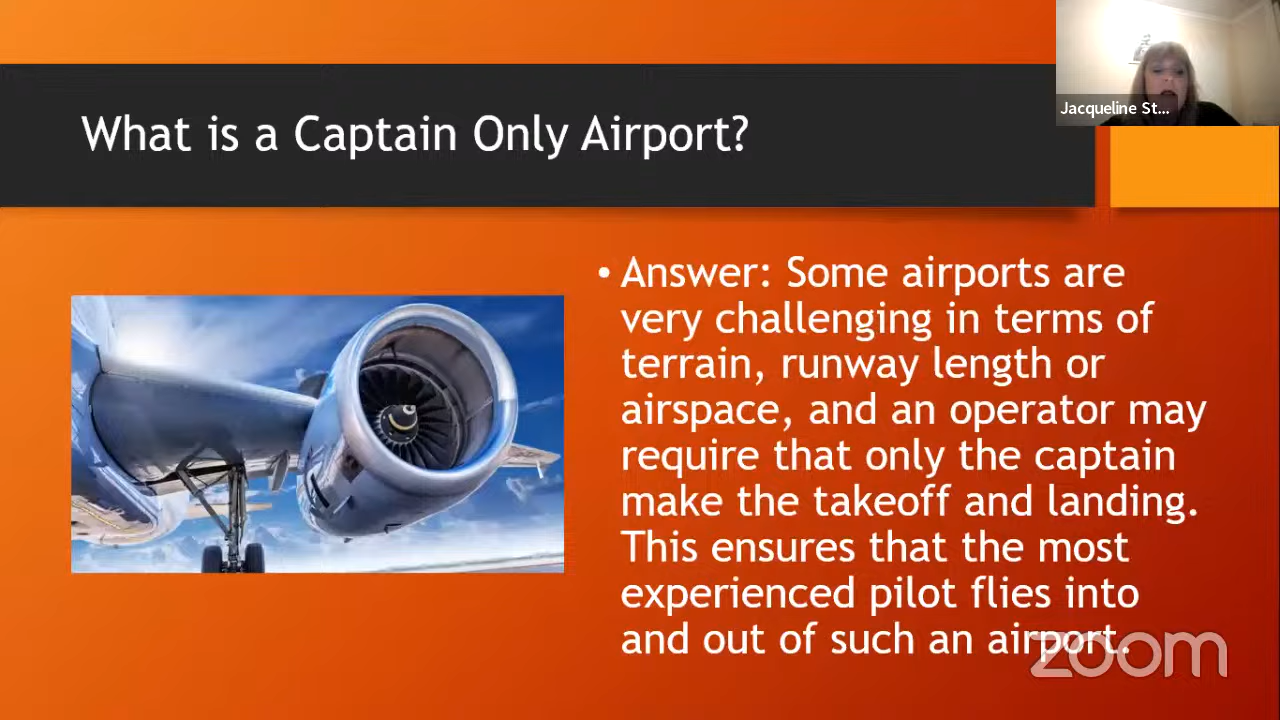 What is a Captain Only Airport?
Jacqueline St...
• Answer: Some airports are
very challenging in terms of
terrain, runway length or
airspace, and an operator may
require that only the captain
make the takeoff and landing.
This ensures that the most
experienced pilot flies into
and out of such an airport.
zoom